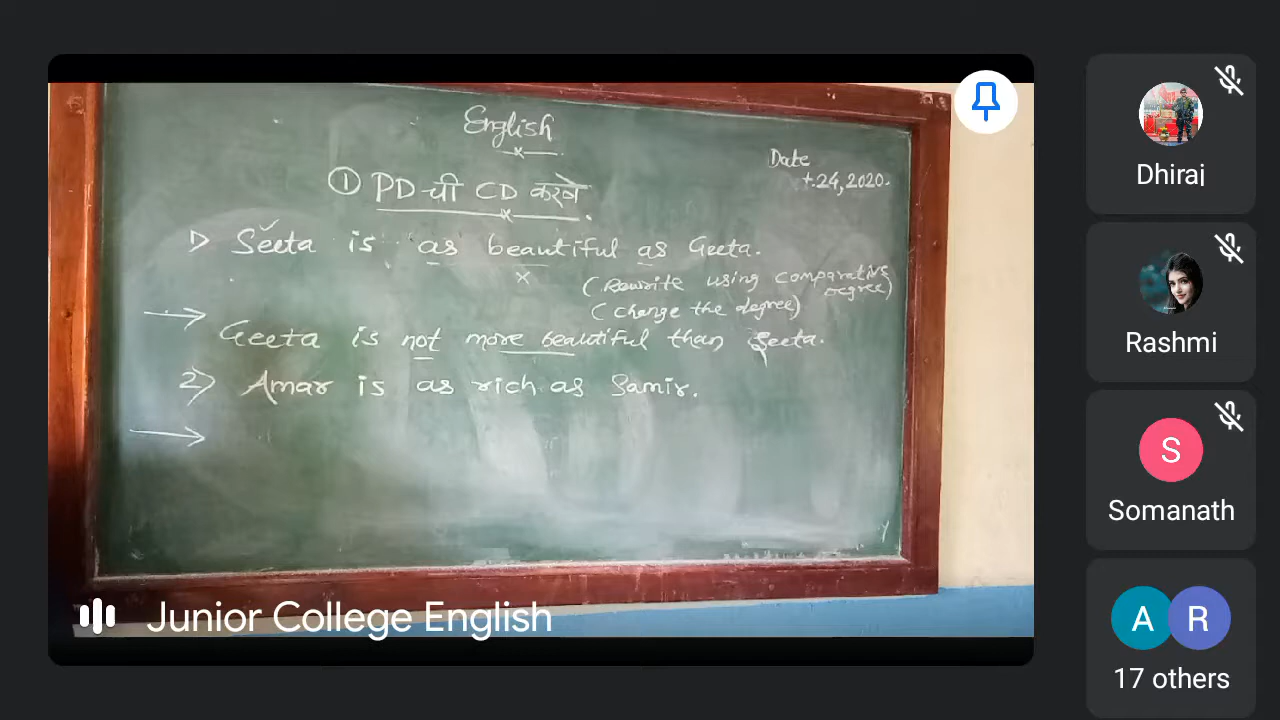 English
Date
24, 2020.
① PD ची CD करणे
1) Seeta is as beautiful as Geeta.
(Rewrite using comparative
Degree)
(change the degree)
→ Geeta is not more beautiful than Seeta.
2) Amar is as rich as Samir.
→
Junior College English
Dhiraj
Rashmi
S
Somanath
A R
17 others